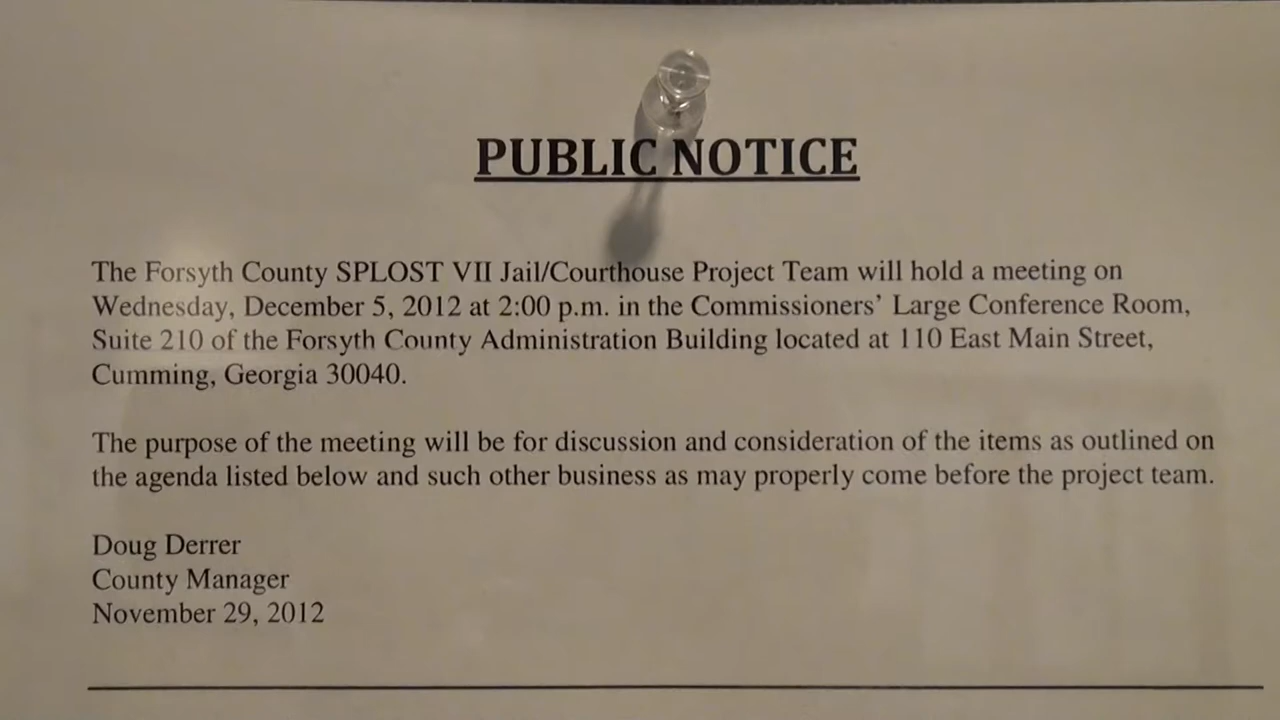 PUBLIC NOTICE
The Forsyth County SPLOST VII Jail/Courthouse Project Team will hold a meeting on
Wednesday, December 5, 2012 at 2:00 p.m. in the Commissioners’ Large Conference Room,
Suite 210 of the Forsyth County Administration Building located at 110 East Main Street,
Cumming, Georgia 30040.
The purpose of the meeting will be for discussion and consideration of the items as outlined on
the agenda listed below and such other business as may properly come before the project team.
Doug Derrer
County Manager
November 29, 2012